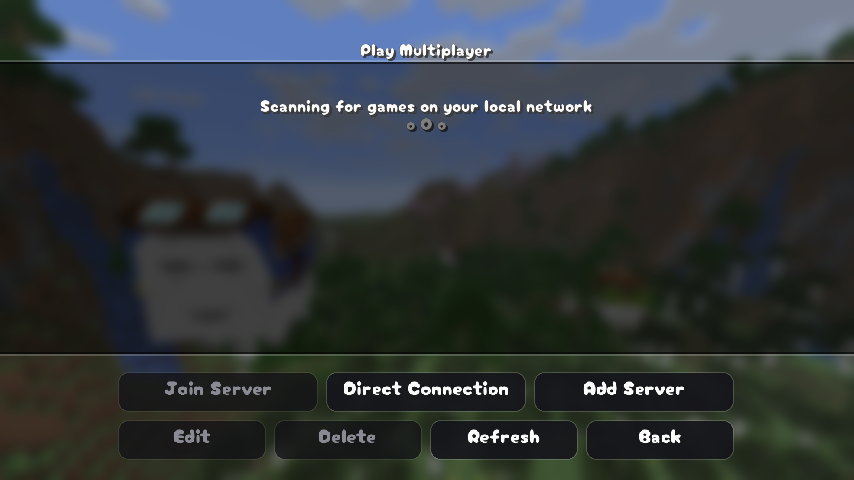 Play Multiplayer
Scanning for games on your local network
Join Server
Direct Connection
Add Server
Edit
Delete
Refresh
Back